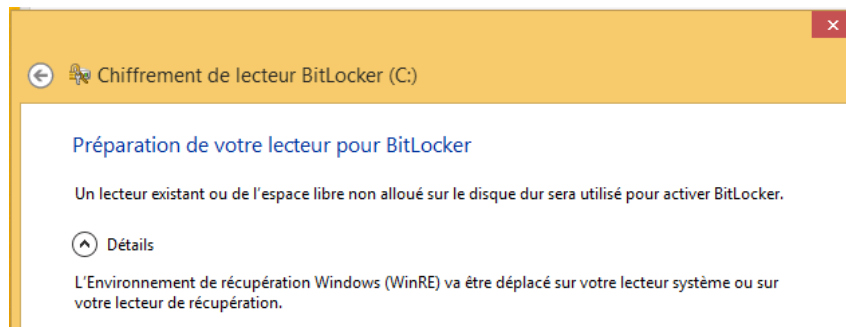 Chiffrement de lecteur BitLocker (C:)
Préparation de votre lecteur pour BitLocker
Un lecteur existant ou de l'espace libre non alloué sur le disque dur sera utilisé pour activer BitLocker.
Détails
L'Environnement de récupération Windows (WinRE) va être déplacé sur votre lecteur système ou sur
votre lecteur de récupération.